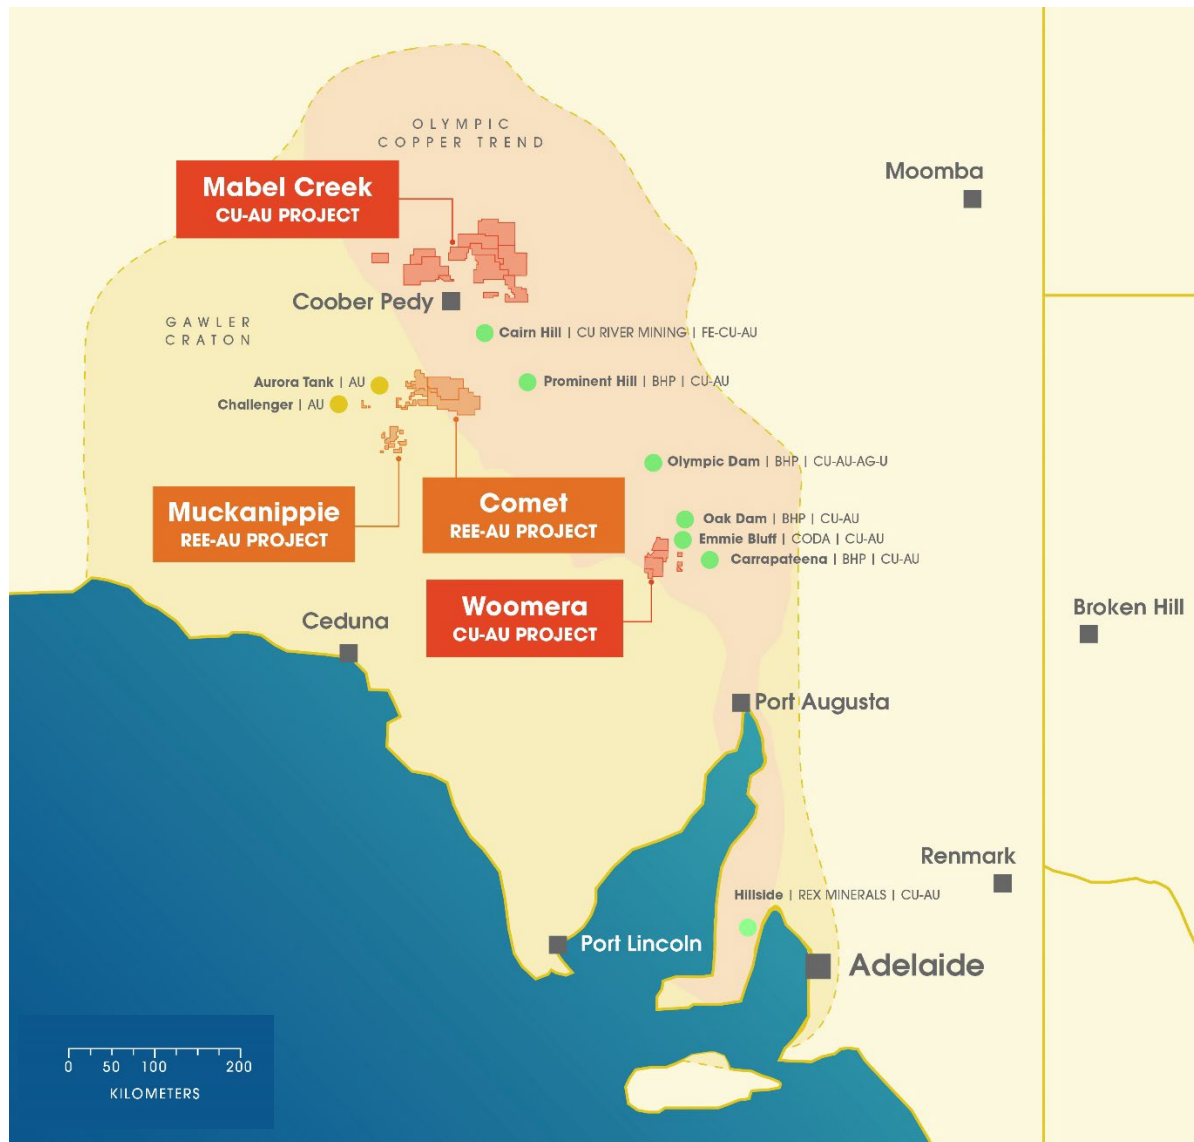 OLYMPIC
COPPER TREND
Moomba
Mabel Creek
CU-AU PROJECT
Coober Pedy
GAWLER
CRATON
Cairn Hill | CU RIVER MINING | FE-CU-AU
Aurora Tank | AU
Prominent Hill | BHP | CU-AU
Challenger | AU
Olympic Dam | BHP | CU-AU-AG-U
Muckanippie
REE-AU PROJECT
Comet
REE-AU PROJECT
Oak Dam | BHP | CU-AU
Emmie Bluff | CODA | CU-AU
Carrapateena | BHP | CU-AU
Woomera
CU-AU PROJECT
Ceduna
Broken Hill
Port Augusta
Renmark
Hillside | REX MINERALS | CU-AU
Port Lincoln
Adelaide
0 50 100 200
KILOMETERS